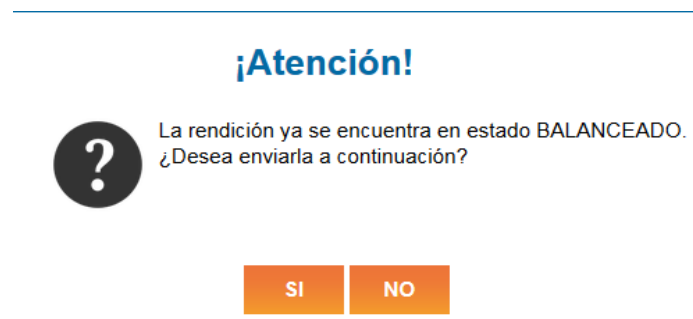 ¡Atención!
?
La rendición ya se encuentra en estado BALANCEADO.
¿Desea enviarla a continuación?
SI NO